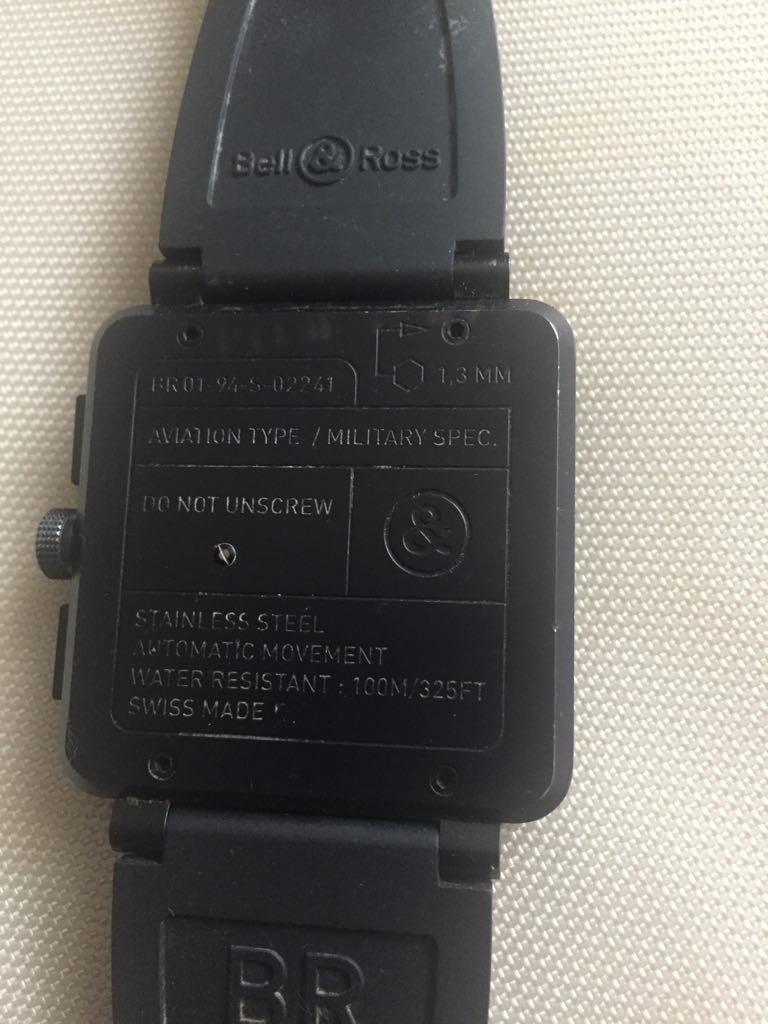 Bell & Ross
BR 01-94-S-02241
1,3 MM
AVIATION TYPE / MILITARY SPEC.
DO NOT UNSCREW
&
STAINLESS STEEL
AUTOMATIC MOVEMENT
WATER RESISTANT : 100M/325FT
SWISS MADE
BR